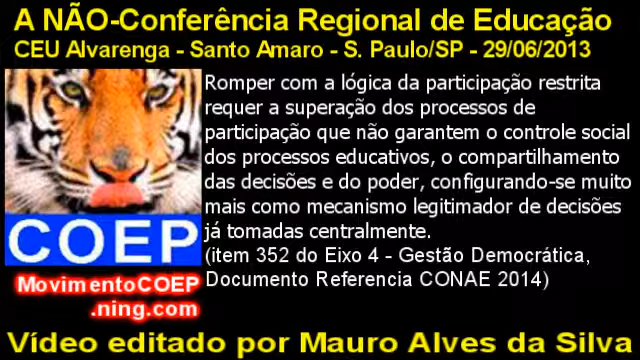 A NÃO-Conferência Regional de Educação
CEU Alvarenga - Santo Amaro - S. Paulo/SP - 29/06/2013
Romper com a lógica da participação restrita
requer a superação dos processos de
participação que não garantem o controle social
dos processos educativos, o compartilhamento
das decisões e do poder, configurando-se muito
mais como mecanismo legitimador de decisões
já tomadas centralmente.
(item 352 do Eixo 4 - Gestão Democrática,
Documento Referencia CONAE 2014)
COEP
MovimentoCOEP
.ning.com
Vídeo editado por Mauro Alves da Silva